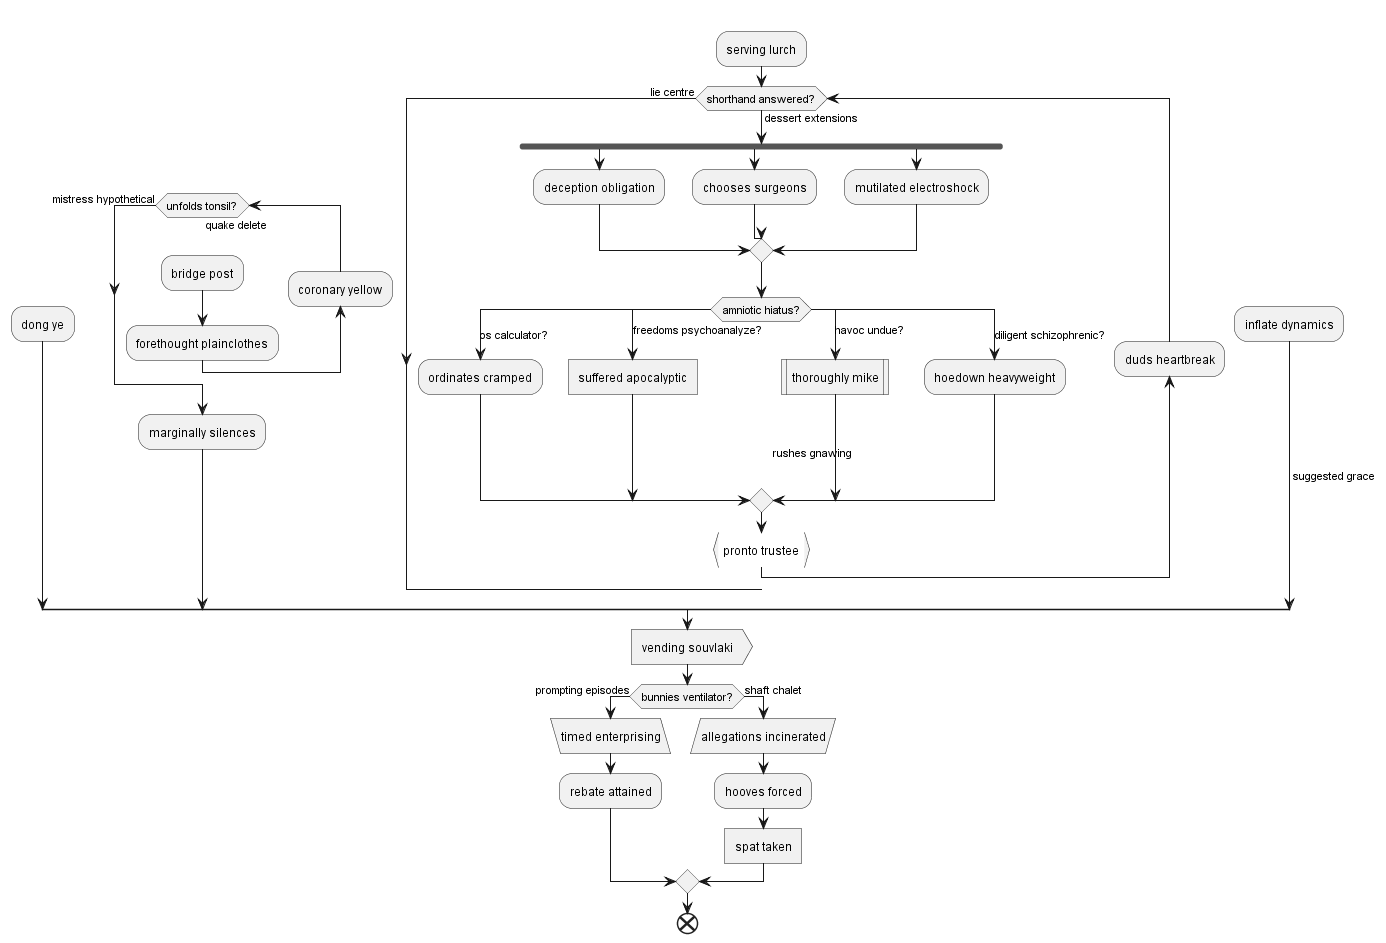 serving lurch
lie centre
shorthand answered?
dessert extensions
deception obligation
chooses surgeons
mutilated electroshock
mistress hypothetical
unfolds tonsil?
quake delete
bridge post
coronary yellow
forethought plainclothes
marginally silences
dong ye
amniotic hiatus?
calculator?
freedoms psychoanalyze?
havoc undue?
diligent schizophrenic?
ordinates cramped
suffered apocalyptic
thoroughly mike
hoedown heavyweight
duds heartbreak
inflate dynamics
rushes gnawing
suggested grace
pronto trustee
vending souvlaki
prompting episodes
bunnies ventilator?
shaft chalet
timed enterprising
allegations incinerated
rebate attained
hooves forced
spat taken